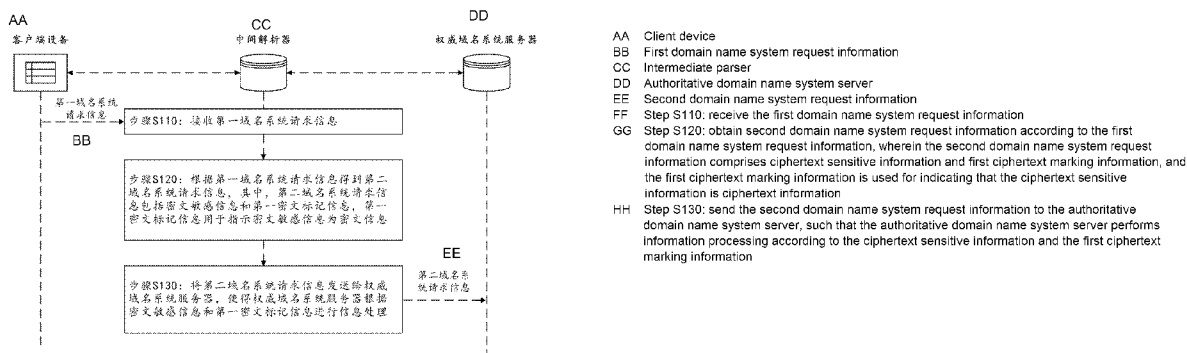 AA
客户端设备
CC
中间解析器
DD
权威域名系统服务器
第一域名系统
请求信息
BB
步骤S110: 接收第一域名系统请求信息
步骤S120: 根据第一域名系统请求信息得到第二
域名系统请求信息, 其中, 第二域名系统请求信
息包括密文敏感信息和第一密文标记信息, 第一
密文标记信息用于指示密文敏感信息为密文信息
步骤S130: 将第二域名系统请求信息发送给权威
域名系统服务器, 使得权威域名系统服务器根据
密文敏感信息和第一密文标记信息进行信息处理
EE
第二域名系
统请求信息
AA Client device
BB First domain name system request information
CC Intermediate parser
DD Authoritative domain name system server
EE Second domain name system request information
FF Step S110: receive the first domain name system request information
GG Step S120: obtain second domain name system request information according to the first
domain name system request information, wherein the second domain name system request
information comprises ciphertext sensitive information and first ciphertext marking information, and
the first ciphertext marking information is used for indicating that the ciphertext sensitive
information is ciphertext information
HH Step S130: send the second domain name system request information to the authoritative
domain name system server, such that the authoritative domain name system server performs
information processing according to the ciphertext sensitive information and the first ciphertext
marking information